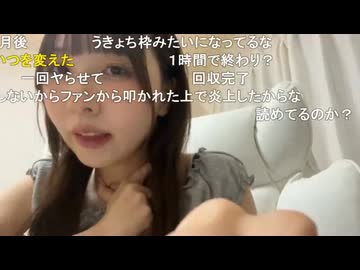 月後
うきょち枠みたいになってるな
いつを変えた
1時間で終わり?
一回ヤらせて
回収完了
しないからファンから叩かれた上で炎上したからな
読めてるのか?